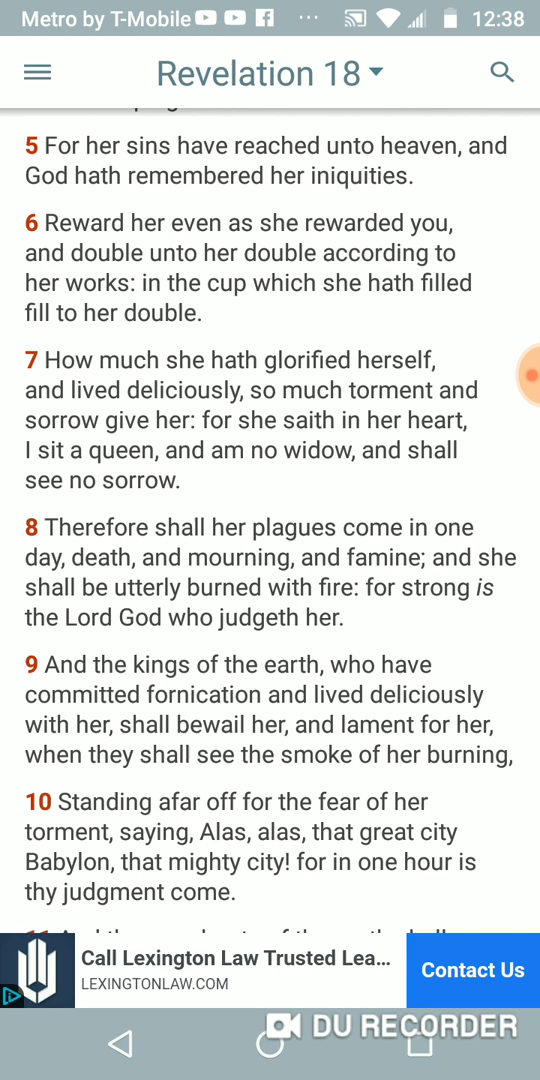 Metro by T-Mobile
12:38
Revelation 18
5 For her sins have reached unto heaven, and
God hath remembered her iniquities.
6 Reward her even as she rewarded you,
and double unto her double according to
her works: in the cup which she hath filled
fill to her double.
7 How much she hath glorified herself,
and lived deliciously, so much torment and
sorrow give her: for she saith in her heart,
I sit a queen, and am no widow, and shall
see no sorrow.
8 Therefore shall her plagues come in one
day, death, and mourning, and famine; and she
shall be utterly burned with fire: for strong is
the Lord God who judgeth her.
9 And the kings of the earth, who have
committed fornication and lived deliciously
with her, shall bewail her, and lament for her,
when they shall see the smoke of her burning,
10 Standing afar off for the fear of her
torment, saying, Alas, alas, that great city
Babylon, that mighty city! for in one hour is
thy judgment come.
Call Lexington Law Trusted Lea...
LEXINGTONLAW.COM
Contact Us
DU RECORDER